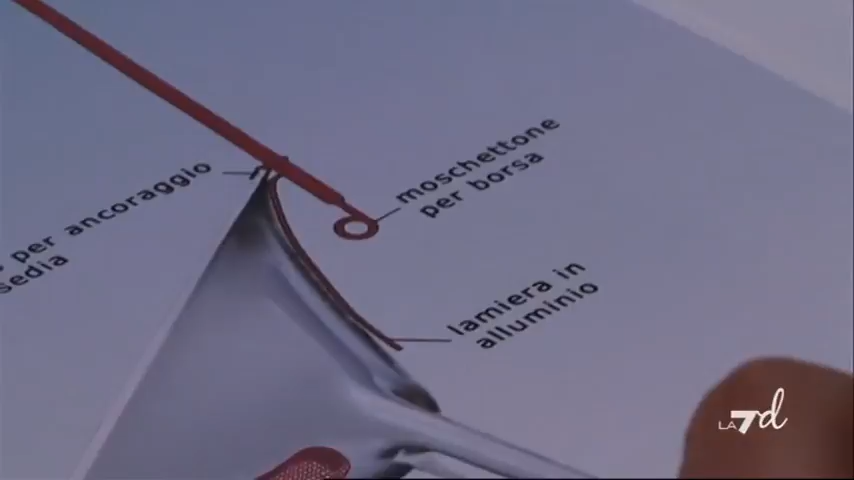 per ancoraggio
sedia
moschettone
per borsa
lamiera in
alluminio
LA7d